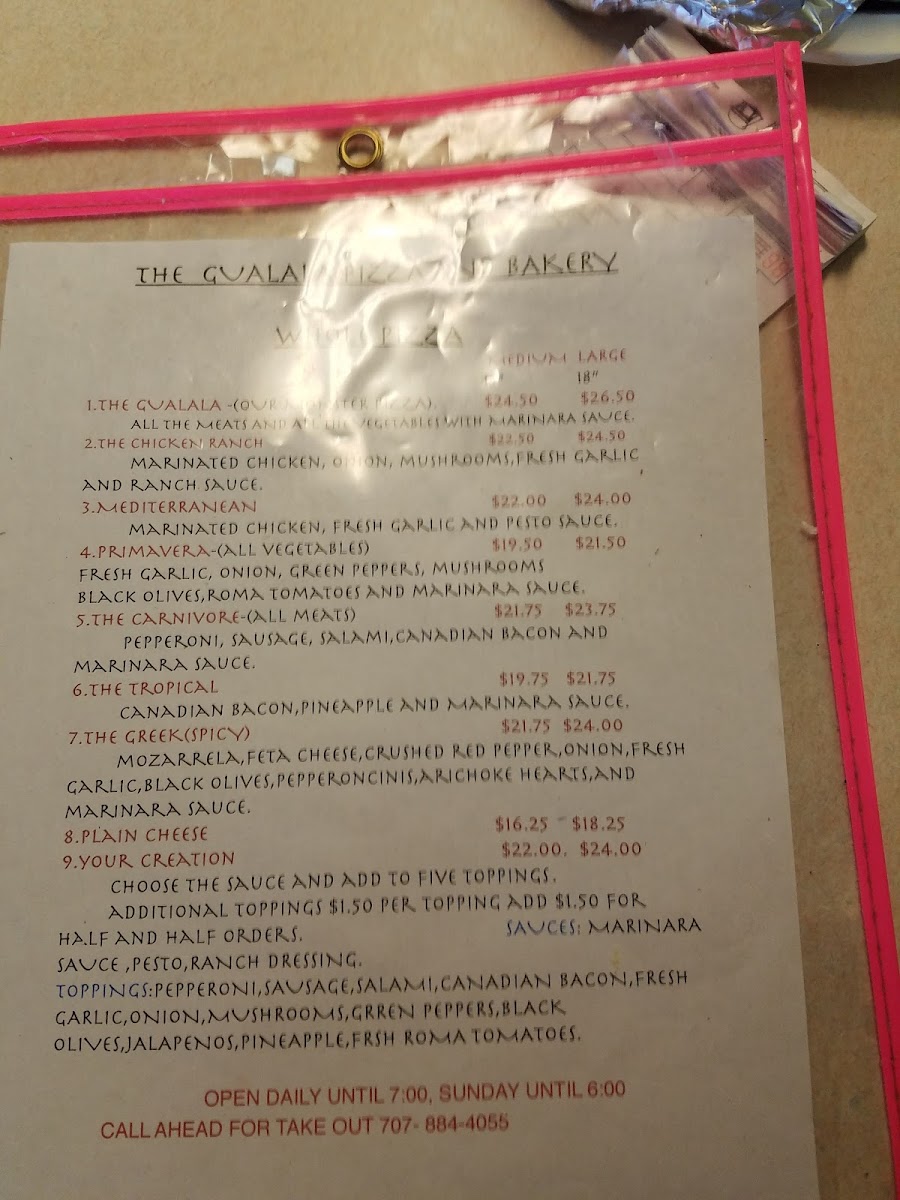 THE GUALALA PIZZA AND BAKERY
WHOLE PIZZA
MEDIUM LARGE
18"
1.THE GUALALA -(OUR MONSTER PIZZA). $24.50 $26.50
ALL THE MEATS AND ALL THE VEGETABLES WITH MARINARA SAUCE.
2.THE CHICKEN RANCH $22.50 $24.50
MARINATED CHICKEN, ONION, MUSHROOMS,FRESH GARLIC
AND RANCH SAUCE.
3.MEDITERRANEAN $22.00 $24.00
MARINATED CHICKEN, FRESH GARLIC AND PESTO SAUCE.
4.PRIMAVERA-(ALL VEGETABLES) $19.50 $21.50
FRESH GARLIC, ONION, GREEN PEPPERS, MUSHROOMS
BLACK OLIVES,ROMA TOMATOES AND MARINARA SAUCE.
5.THE CARNIVORE-(ALL MEATS) $21.75 $23.75
PEPPERONI, SAUSAGE, SALAMI,CANADIAN BACON AND
MARINARA SAUCE.
6.THE TROPICAL $19.75 $21.75
CANADIAN BACON,PINEAPPLE AND MARINARA SAUCE.
7.THE GREEK(SPICY) $21.75 $24.00
MOZARRELA,FETA CHEESE,CRUSHED RED PEPPER,ONION,FRESH
GARLIC,BLACK OLIVES,PEPPERONCINIS,ARICHOKE HEARTS,AND
MARINARA SAUCE.
8.PLAIN CHEESE $16.25 $18.25
9.YOUR CREATION $22.00. $24.00
CHOOSE THE SAUCE AND ADD TO FIVE TOPPINGS.
ADDITIONAL TOPPINGS $1.50 PER TOPPING ADD $1.50 FOR
HALF AND HALF ORDERS. SAUCES: MARINARA
SAUCE ,PESTO,RANCH DRESSING.
TOPPINGS:PEPPERONI,SAUSAGE,SALAMI,CANADIAN BACON,FRESH
GARLIC,ONION,MUSHROOMS,GRREN PEPPERS,BLACK
OLIVES,JALAPENOS,PINEAPPLE,FRSH ROMA TOMATOES.
OPEN DAILY UNTIL 7:00, SUNDAY UNTIL 6:00
CALL AHEAD FOR TAKE OUT 707- 884-4055